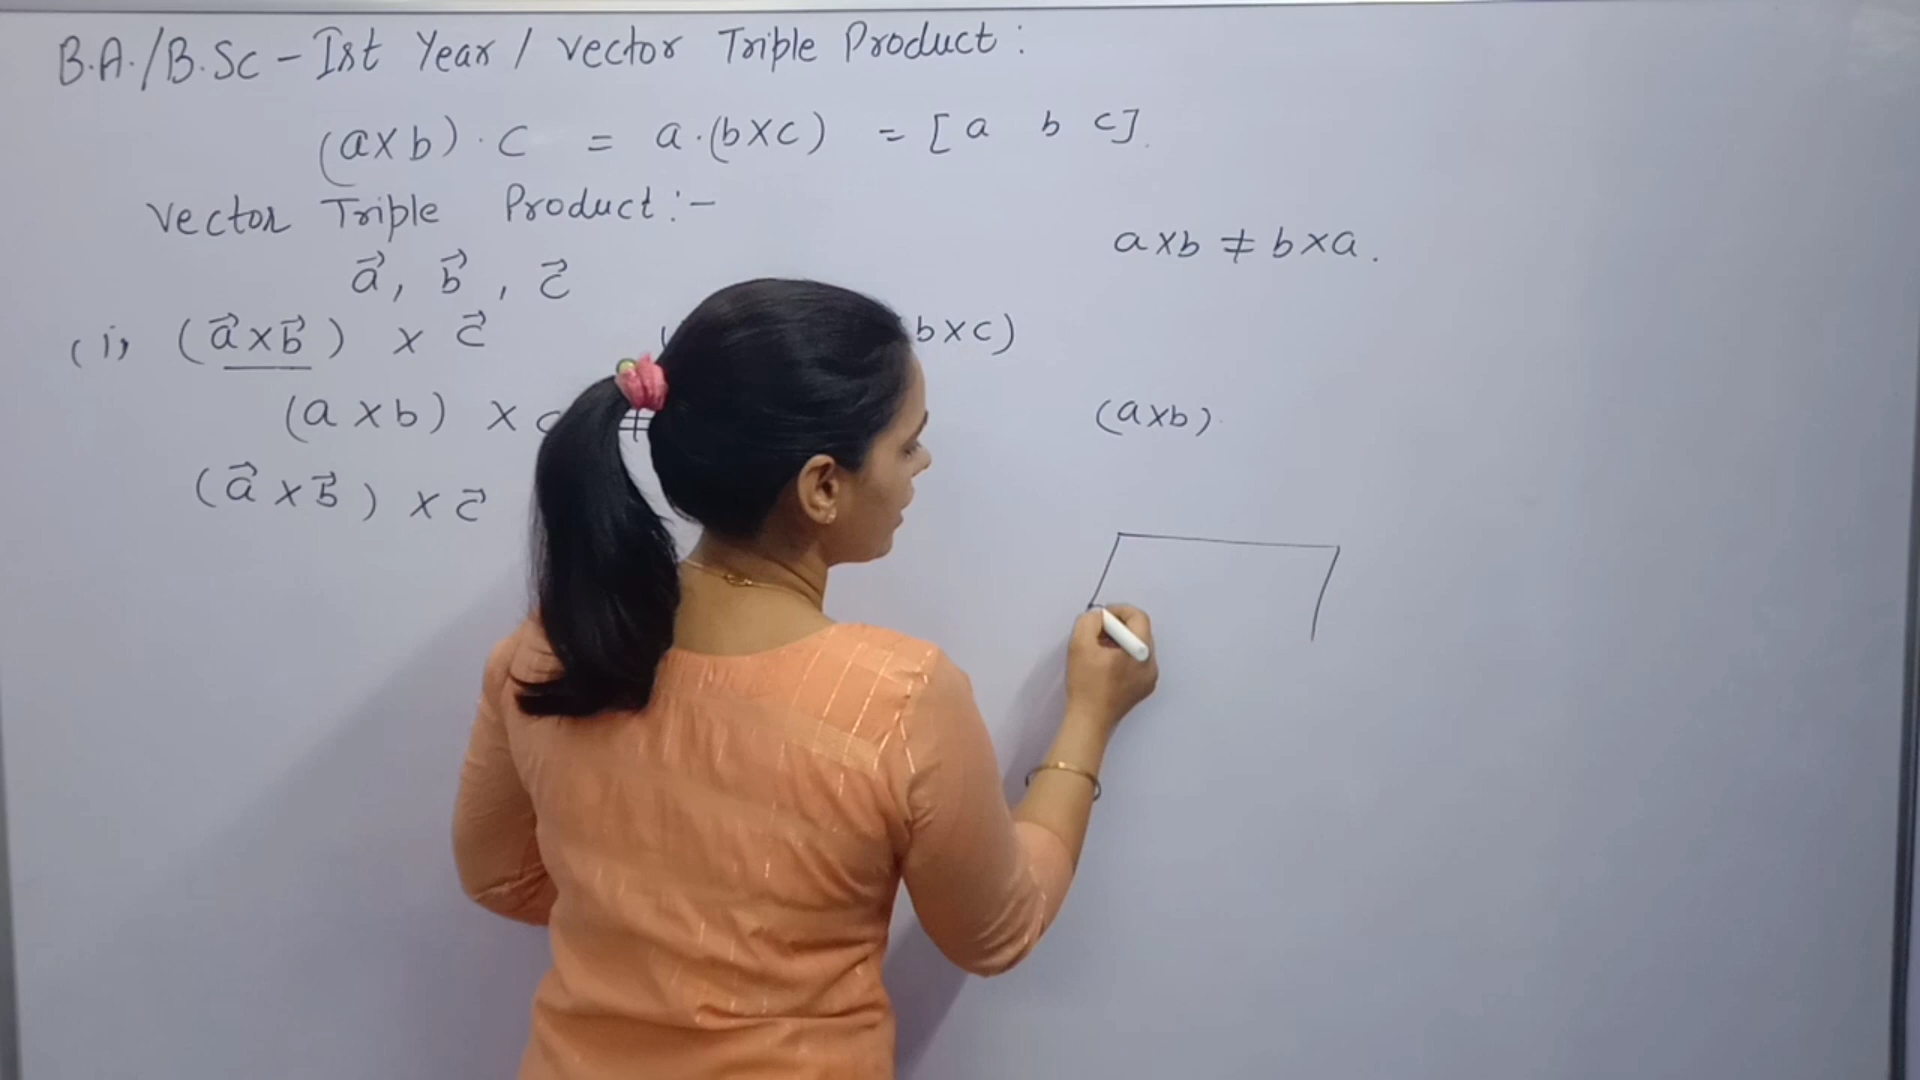 B.A./B.Sc - Ist Year / Vector Triple Product :
(a×b) · c = a·(b×c) = [a b c].
Vector Triple Product :-
a⃗, b⃗, c⃗
a×b ≠ b×a.
(i) (a⃗×b⃗) × c⃗
b×c)
(a×b) ×
≠
(a×b).
(a⃗×b⃗) × c⃗